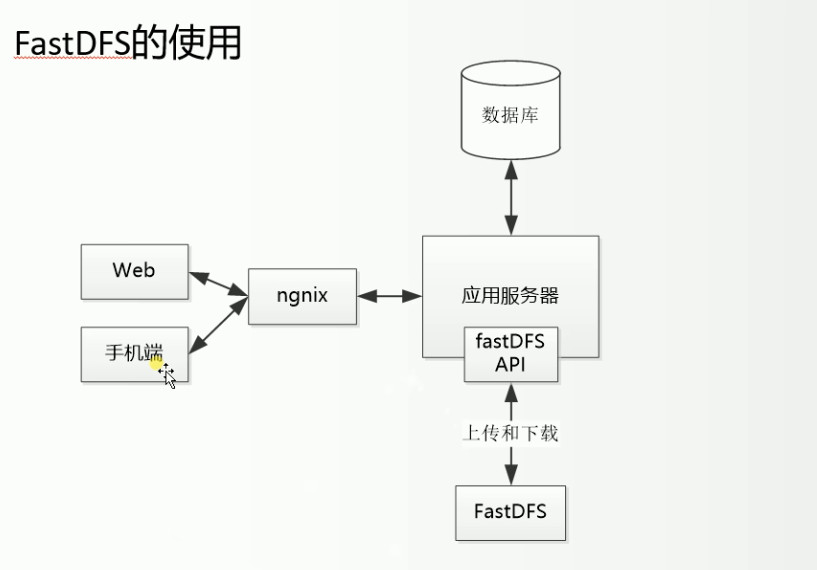 FastDFS的使用
数据库
Web
ngnix
应用服务器
手机端
fastDFS
API
上传和下载
FastDFS